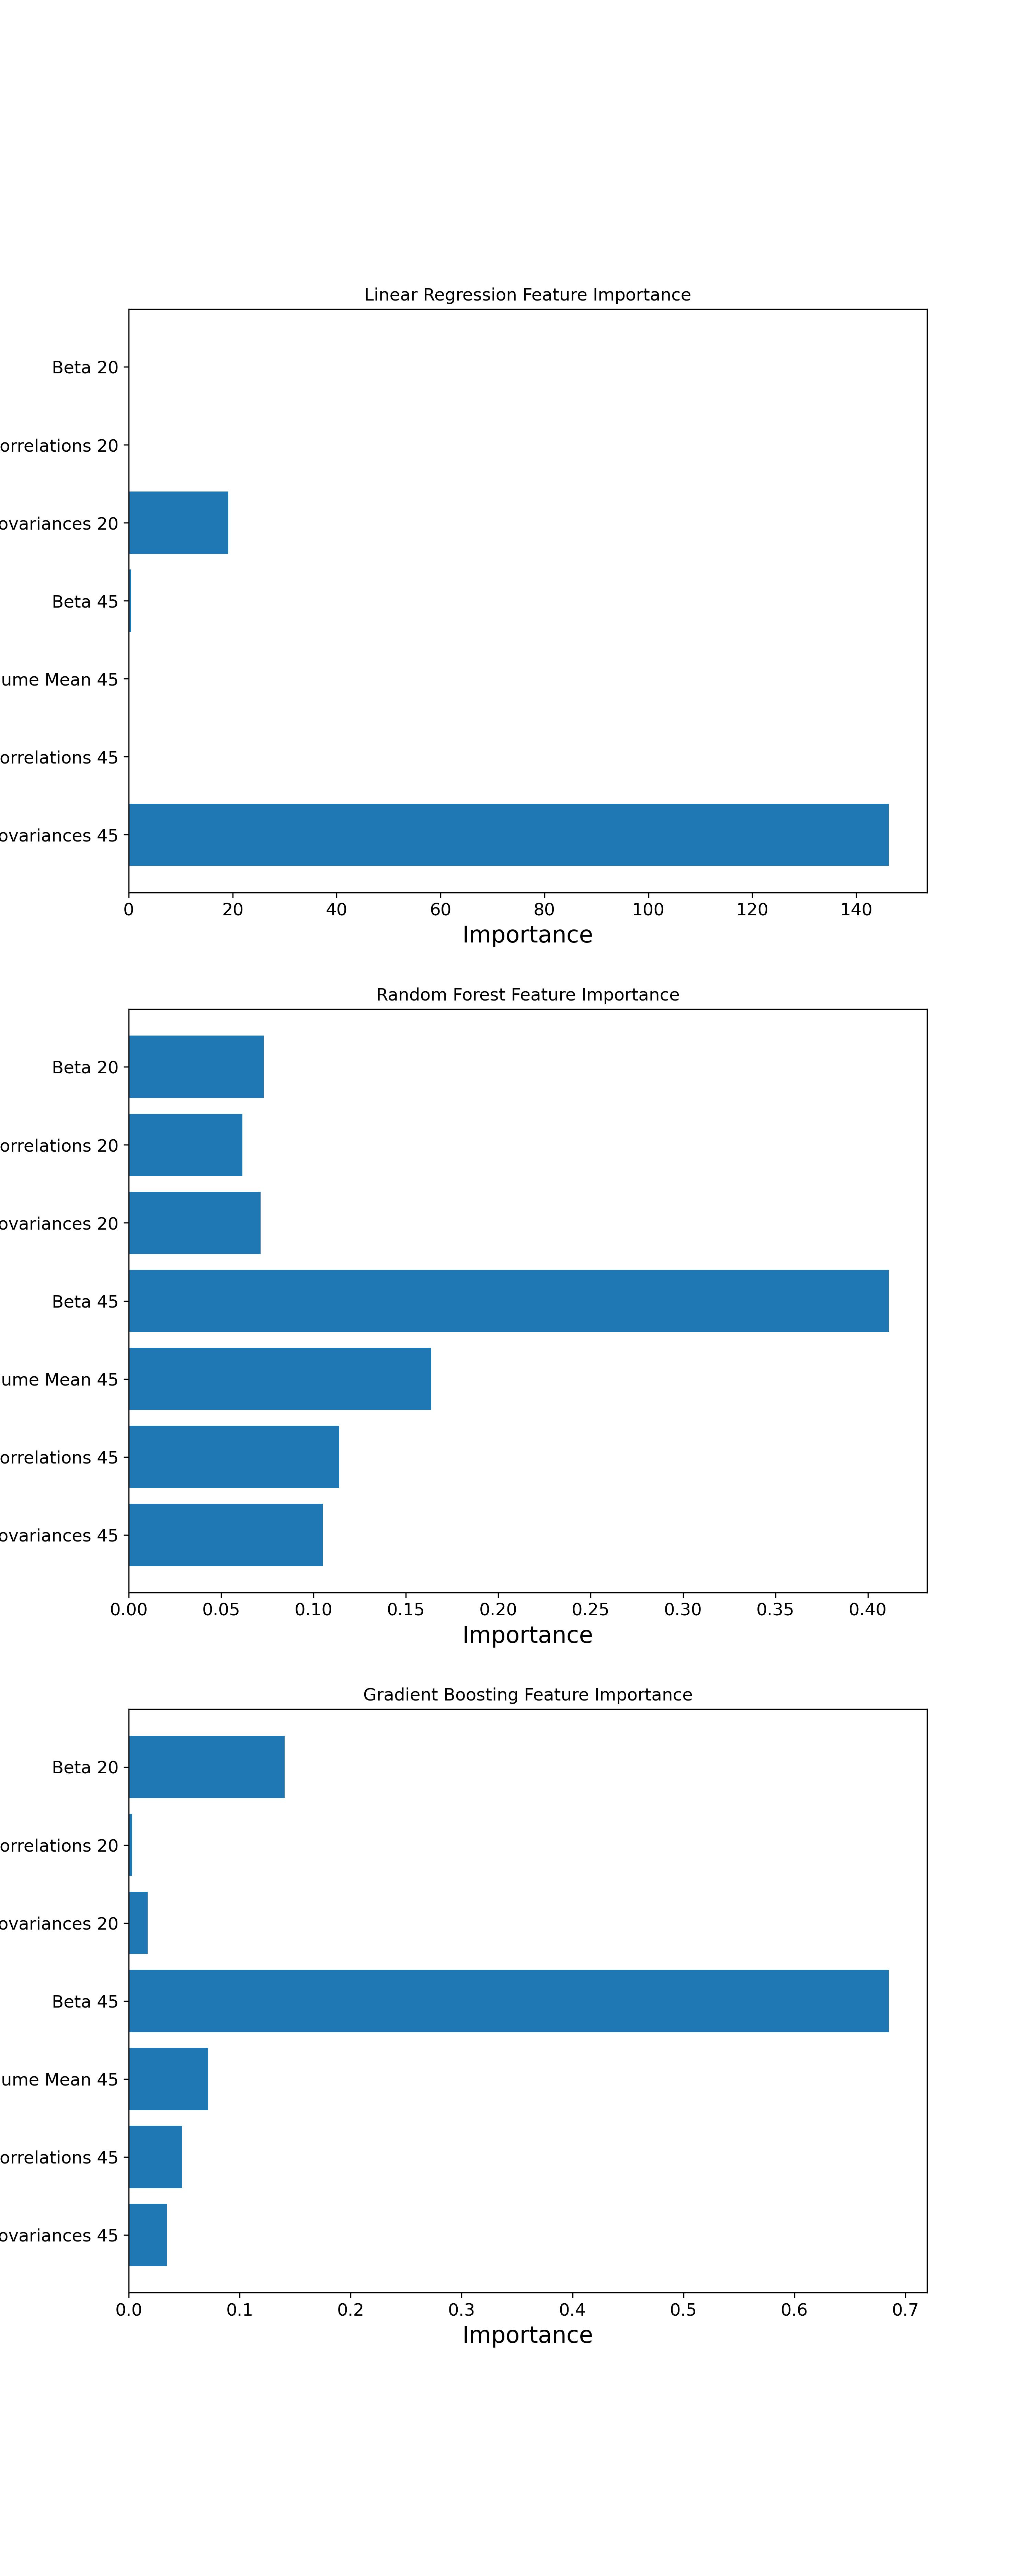 Linear Regression Feature Importance
Beta 20
orrelations 20
ovariances 20
Beta 45
ume Mean 45
orrelations 45
ovariances 45
0 20 40 60 80 100 120 140
Importance
Random Forest Feature Importance
Beta 20
orrelations 20
ovariances 20
Beta 45
ume Mean 45
orrelations 45
ovariances 45
0.00 0.05 0.10 0.15 0.20 0.25 0.30 0.35 0.40
Importance
Gradient Boosting Feature Importance
Beta 20
orrelations 20
ovariances 20
Beta 45
ume Mean 45
orrelations 45
ovariances 45
0.0 0.1 0.2 0.3 0.4 0.5 0.6 0.7
Importance